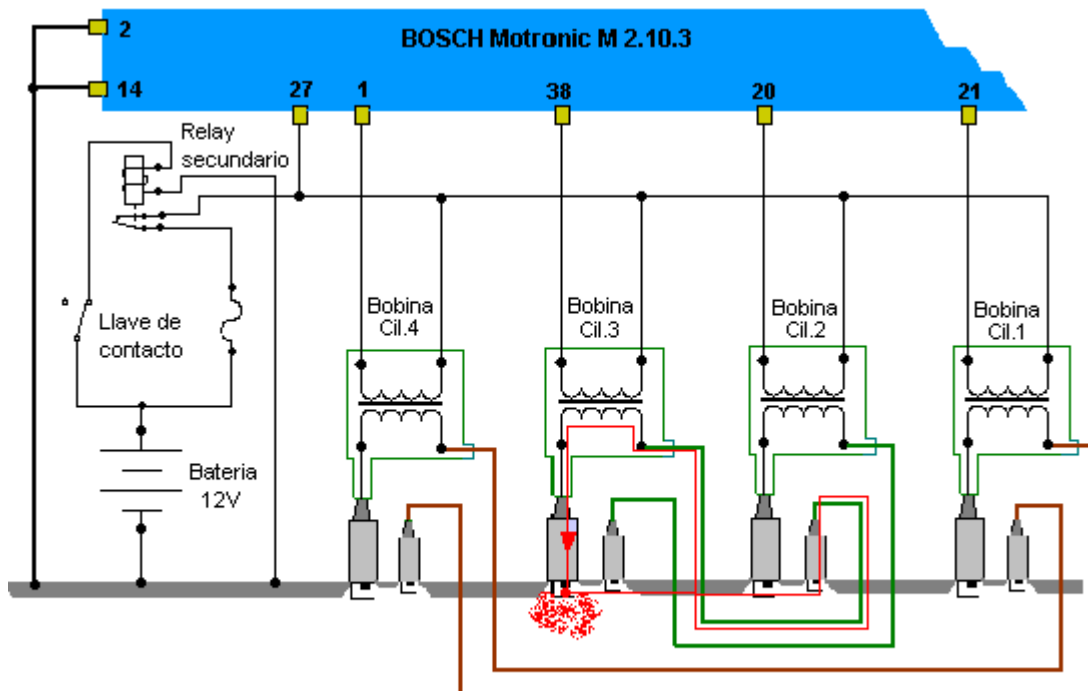 2
BOSCH Motronic M 2.10.3
14
27
1
38
20
21
Relay
secundario
Llave de
contacto
Bobina
Cil.4
Bobina
Cil.3
Bobina
Cil.2
Bobina
Cil.1
Bateria
12V